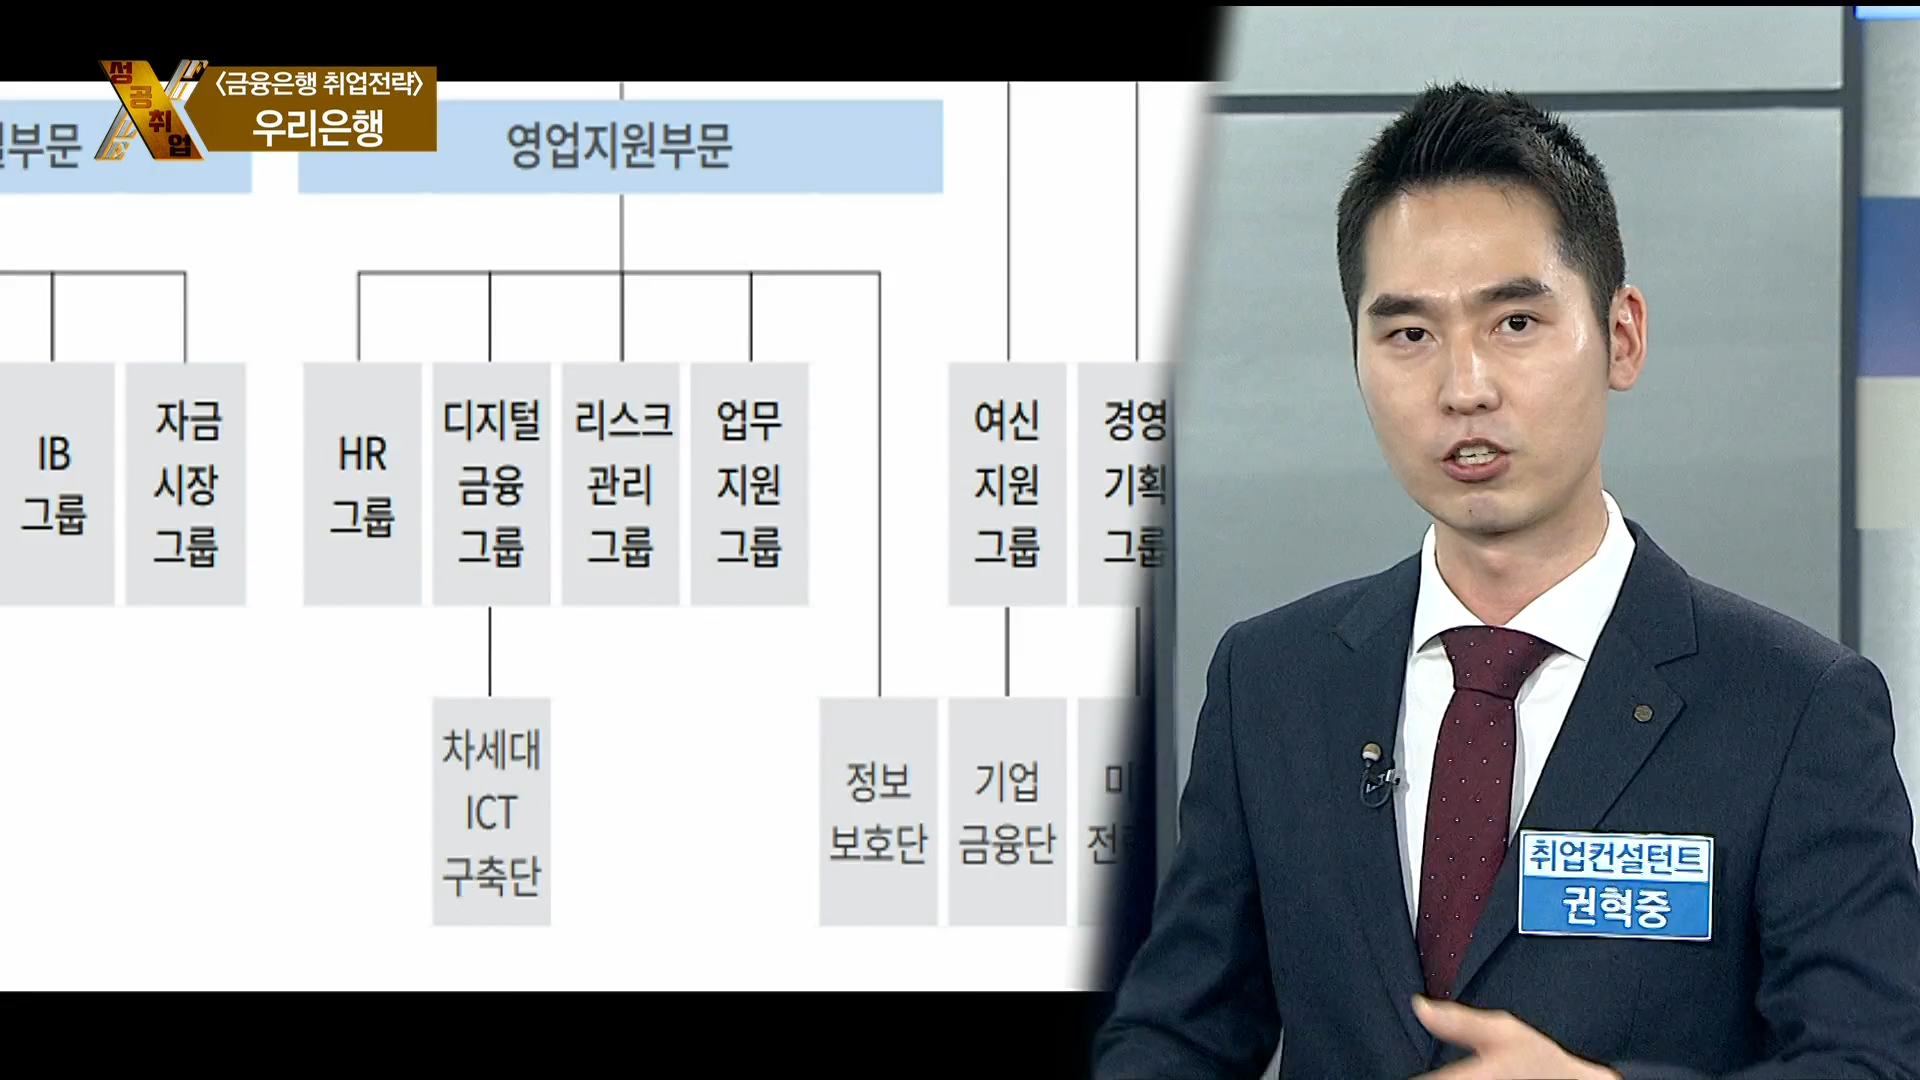 성공취업
<금융은행 취업전략>
우리은행
부문
영업지원부문
IB
그룹
자금
시장
그룹
HR
그룹
디지털
금융
그룹
리스크
관리
그룹
업무
지원
그룹
여신
지원
그룹
경영
기획
그룹
차세대
ICT
구축단
정보
보호단
기업
금융단
취업컨설턴트
권혁중